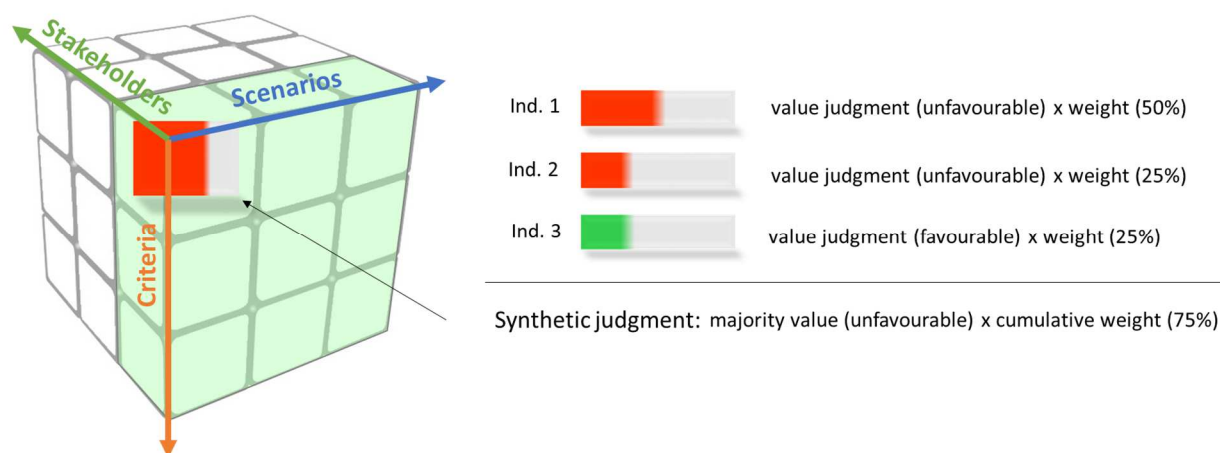 Stakeholders
Scenarios
Criteria
Ind. 1 value judgment (unfavourable) x weight (50%)
Ind. 2 value judgment (unfavourable) x weight (25%)
Ind. 3 value judgment (favourable) x weight (25%)
Synthetic judgment: majority value (unfavourable) x cumulative weight (75%)